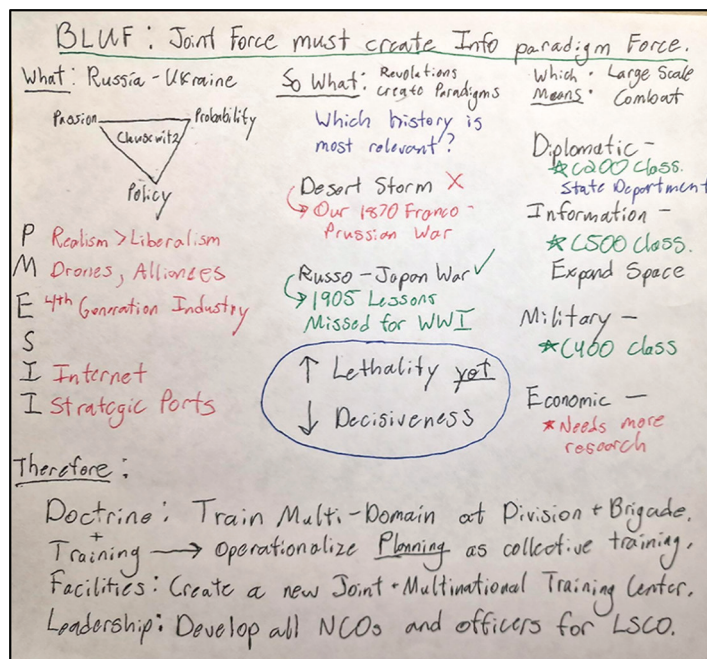 BLUF: Joint Force must create Info paradigm Force.
What: Russia-Ukraine
Passion
Probability
Clausewitz
Policy
P Realism > Liberalism
M Drones, Alliances
E 4th Generation Industry
S
I Internet
I Strategic Ports
So What: Revolutions
Create Paradigms
Which history is
most relevant?
Desert Storm X
Our 1870 Franco-
Prussian War
Russo-Japan War ✓
1905 Lessons
Missed for WWI
↑ Lethality yet
↓ Decisiveness
Which Large Scale
Means: Combat
Diplomatic -
★C200 Class.
State Department
Information -
★C500 Class.
Expand Space
Military -
★C400 Class
Economic -
★Needs more
research
Therefore:
Doctrine: Train Multi-Domain at Division + Brigade.
+
Training → Operationalize Planning as collective training.
Facilities: Create a new Joint + Multinational Training Center.
Leadership: Develop all NCOs and officers for LSCO.